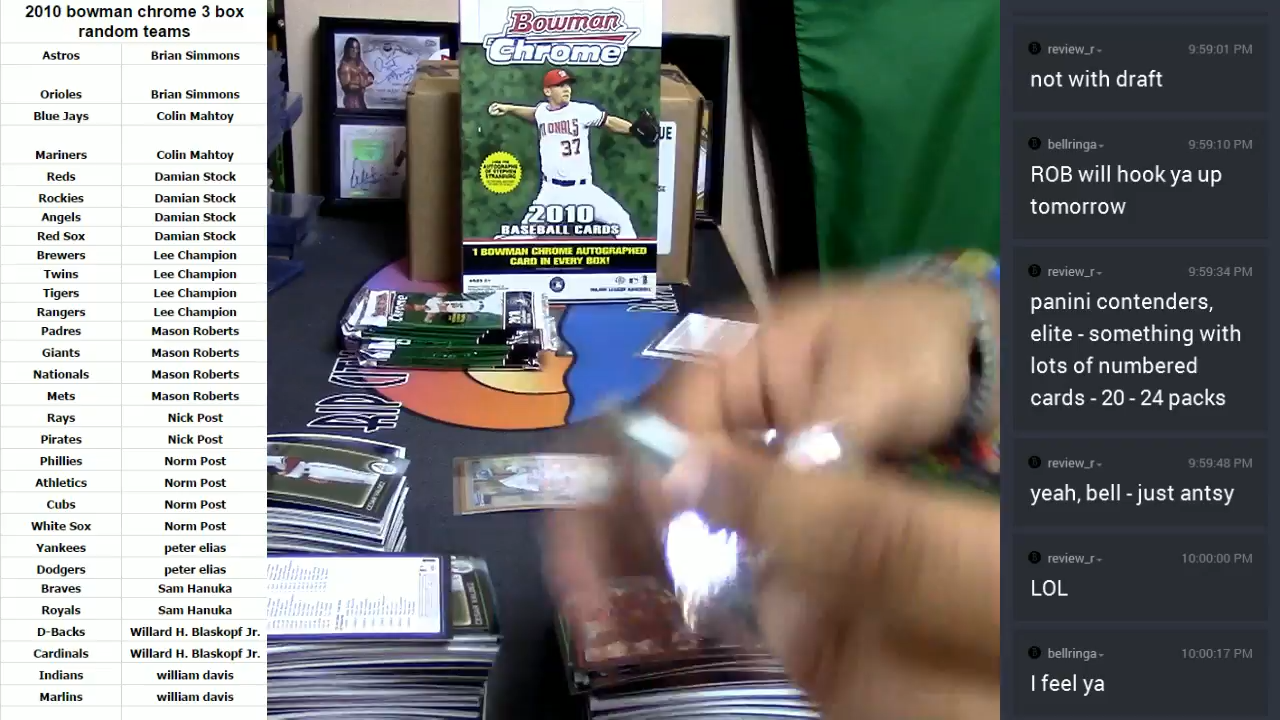 2010 bowman chrome 3 box
random teams
Astros Brian Simmons
Orioles Brian Simmons
Blue Jays Colin Mahtoy
Mariners Colin Mahtoy
Reds Damian Stock
Rockies Damian Stock
Angels Damian Stock
Red Sox Damian Stock
Brewers Lee Champion
Twins Lee Champion
Tigers Lee Champion
Rangers Lee Champion
Padres Mason Roberts
Giants Mason Roberts
Nationals Mason Roberts
Mets Mason Roberts
Rays Nick Post
Pirates Nick Post
Phillies Norm Post
Athletics Norm Post
Cubs Norm Post
White Sox Norm Post
Yankees peter elias
Dodgers peter elias
Braves Sam Hanuka
Royals Sam Hanuka
D-Backs Willard H. Blaskopf Jr.
Cardinals Willard H. Blaskopf Jr.
Indians william davis
Marlins william davis
Bowman
Chrome
IONALS
37
AUTOGRAPHS
OF STEPHEN
STRASBURG
2010
BASEBALL CARDS
1 BOWMAN CHROME AUTOGRAPHED
CARD IN EVERY BOX!
RIP CITY
review_r 9:59:01 PM
not with draft
bellringa 9:59:10 PM
ROB will hook ya up
tomorrow
review_r 9:59:34 PM
panini contenders,
elite - something with
lots of numbered
cards - 20 - 24 packs
review_r 9:59:48 PM
yeah, bell - just antsy
review_r 10:00:00 PM
LOL
bellringa 10:00:17 PM
I feel ya